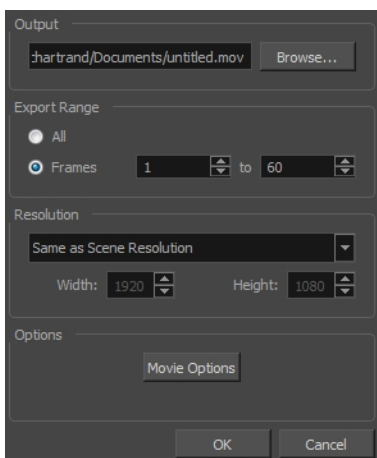 Output
:hartrand/Documents/untitled.mov Browse...
Export Range
All
Frames 1 to 60
Resolution
Same as Scene Resolution
Width: 1920 Height: 1080
Options
Movie Options
OK Cancel